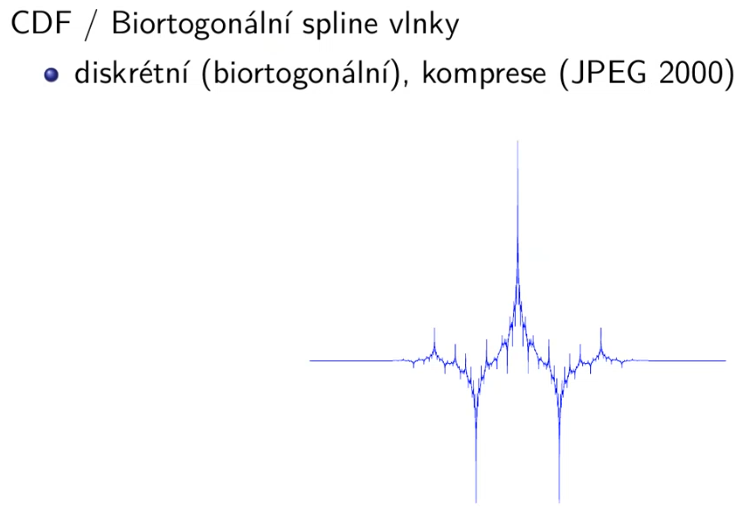 CDF / Biortogonální spline vlnky
diskrétní (biortogonální), komprese (JPEG 2000)